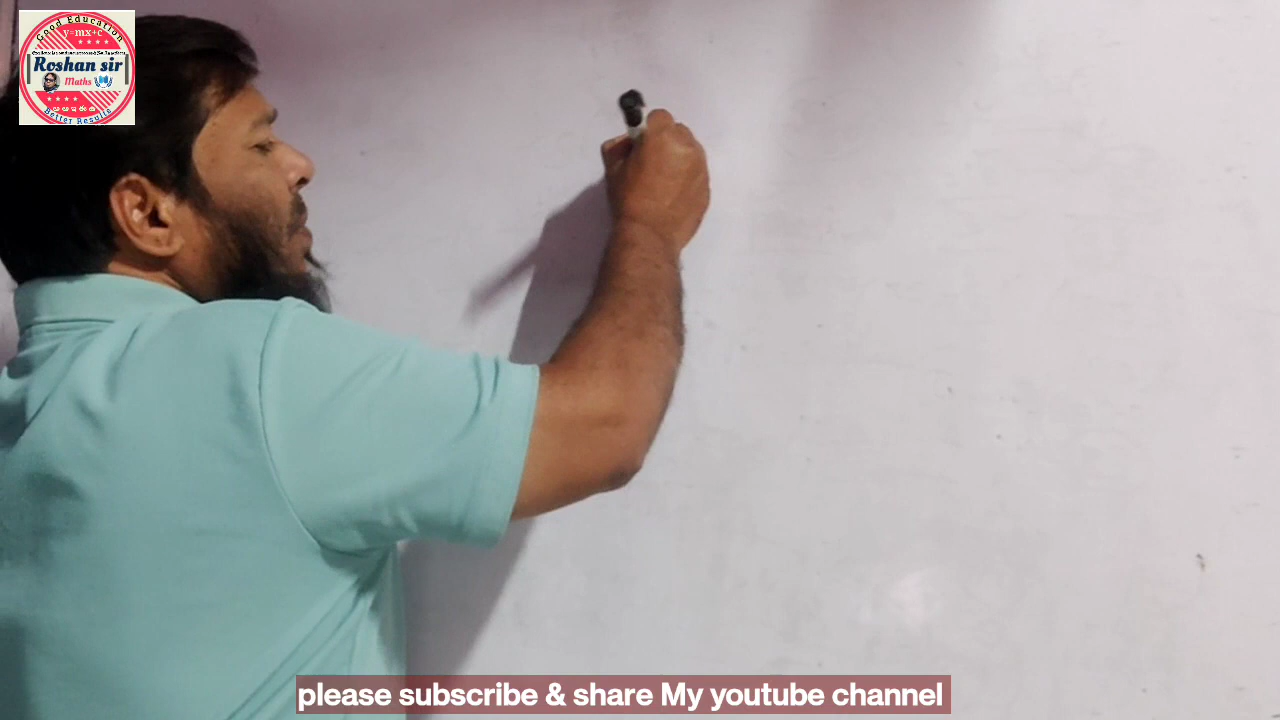 Good Education
y=mx+c
Roshan sir
Maths
Better Results
please subscribe & share My youtube channel